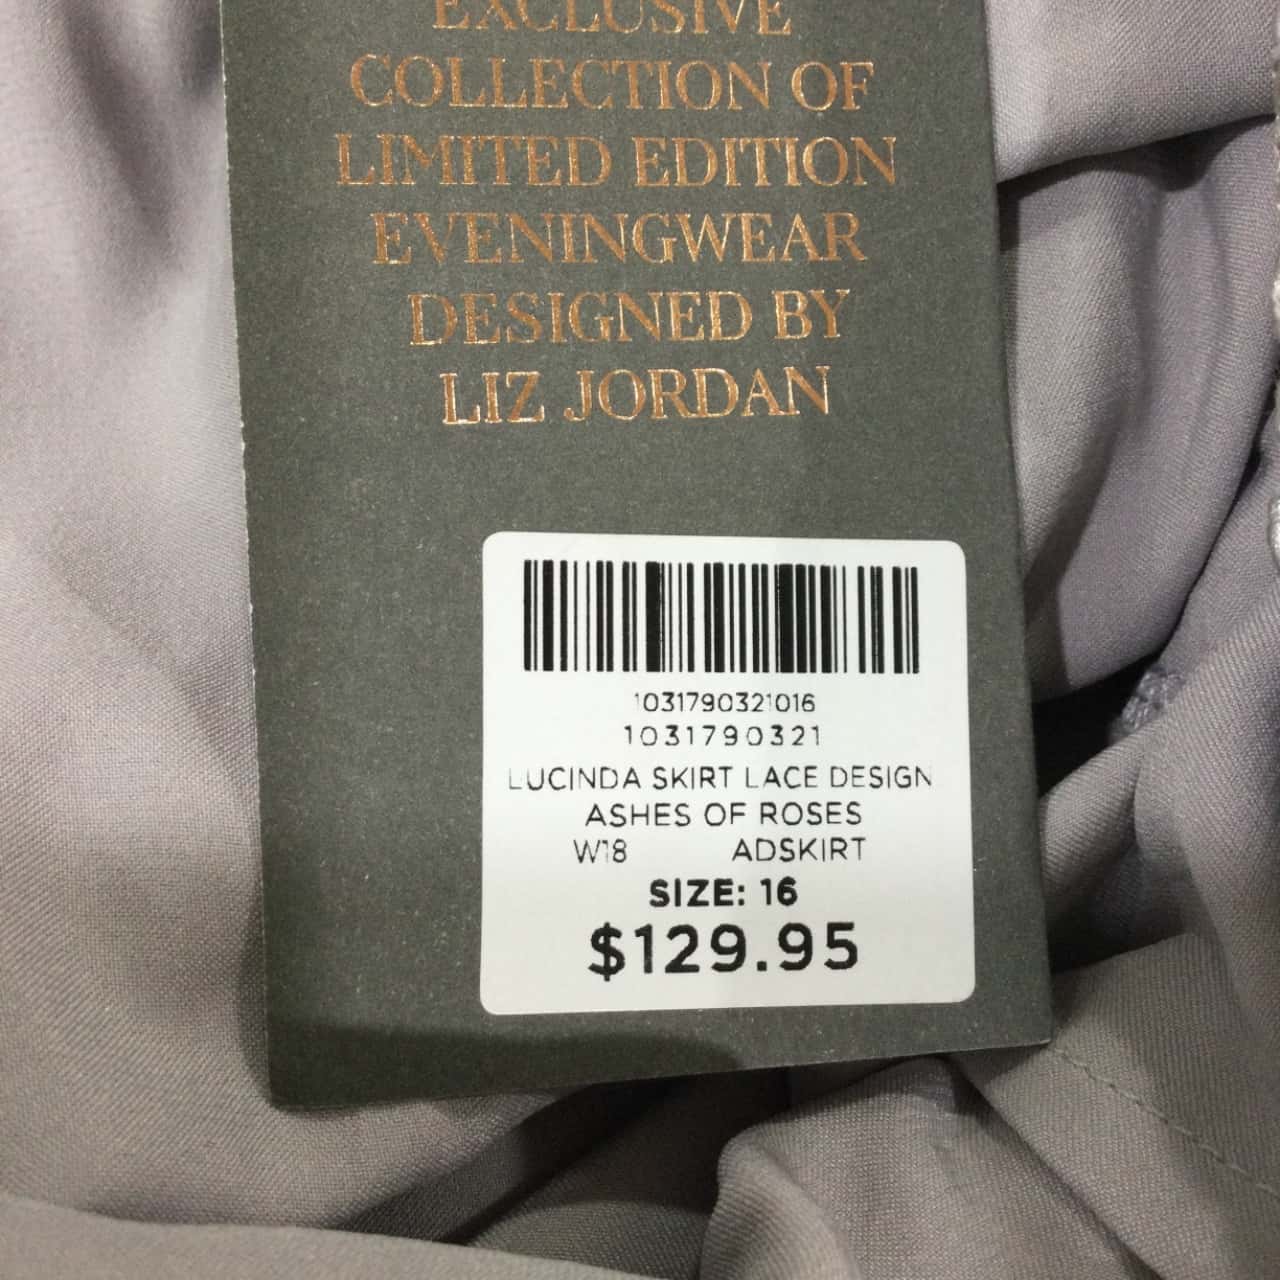 EXCLUSIVE
COLLECTION OF
LIMITED EDITION
EVENINGWEAR
DESIGNED BY
LIZ JORDAN
1031790321016
1031790321
LUCINDA SKIRT LACE DESIGN
ASHES OF ROSES
W18 ADSKIRT
SIZE: 16
$129.95